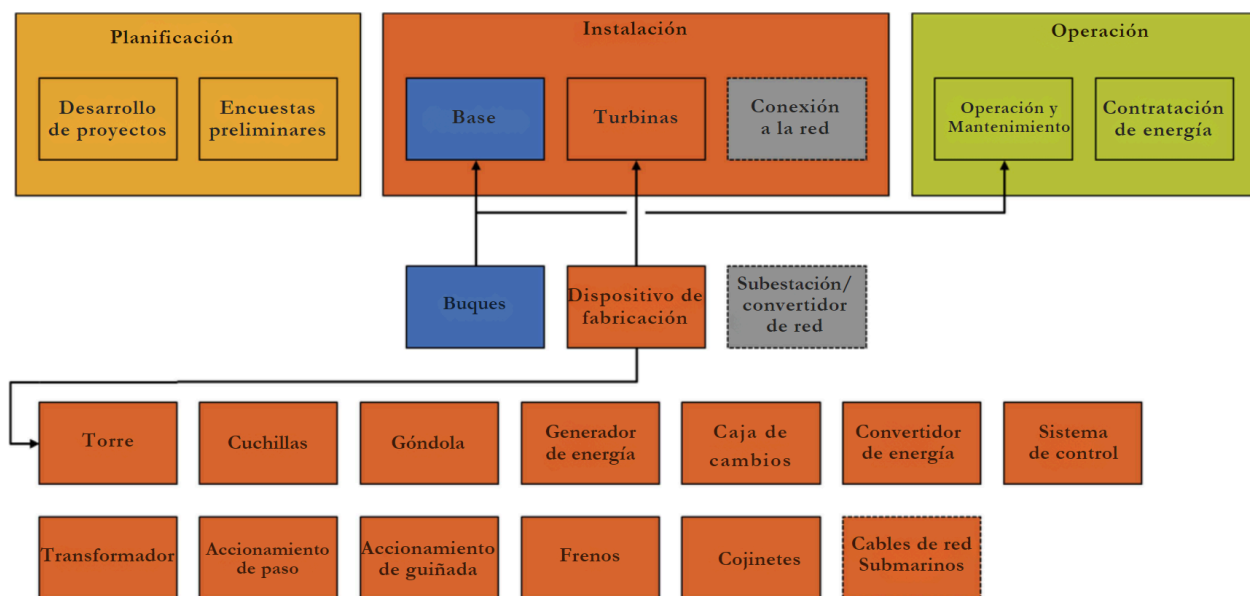 Planificación
Instalación
Operación
Desarrollo
de proyectos
Encuestas
preliminares
Base
Turbinas
Conexión
a la red
Operación y
Mantenimiento
Contratación
de energía
Buques
Dispositivo de
fabricación
Subestación/
convertidor
de red
Torre
Cuchillas
Góndola
Generador
de energía
Caja de
cambios
Convertidor
de energía
Sistema
de control
Transformador
Accionamiento
de paso
Accionamiento
de guiñada
Frenos
Cojinetes
Cables de red
Submarinos